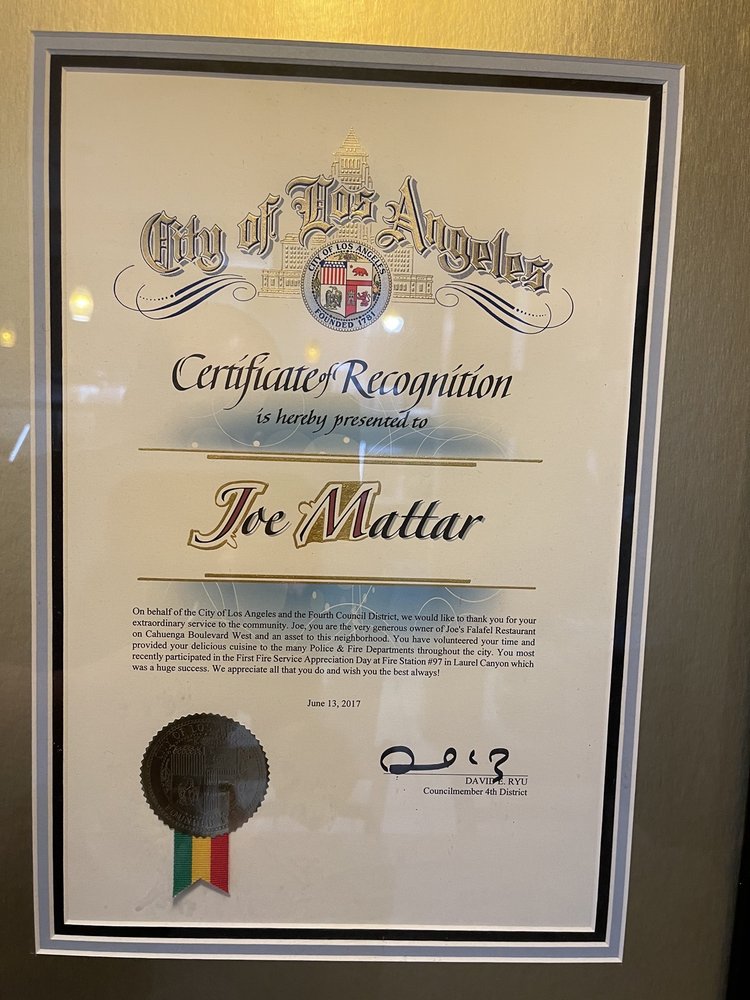 City of Los Angeles
CITY OF LOS ANGELES
FOUNDED 1781
Certificate of Recognition
is hereby presented to
Joe Mattar
On behalf of the City of Los Angeles and the Fourth Council District, we would like to thank you for your
extraordinary service to the community. Joe, you are the very generous owner of Joe's Falafel Restaurant
on Cahuenga Boulevard West and an asset to this neighborhood. You have volunteered your time and
provided your delicious cuisine to the many Police & Fire Departments throughout the city. You most
recently participated in the First Fire Service Appreciation Day at Fire Station #97 in Laurel Canyon which
was a huge success. We appreciate all that you do and wish you the best always!
June 13, 2017
DAVID E. RYU
Councilmember 4th District